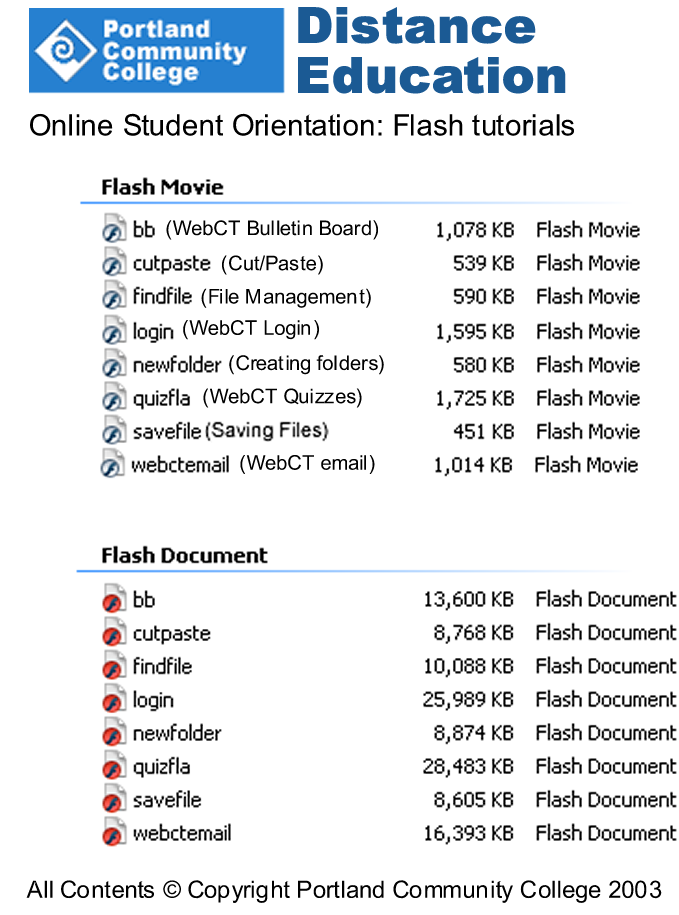 Portland
Community
College
Distance
Education
Online Student Orientation: Flash tutorials
Flash Movie
bb (WebCT Bulletin Board) 1,078 KB Flash Movie
cutpaste (Cut/Paste) 539 KB Flash Movie
findfile (File Management) 590 KB Flash Movie
login (WebCT Login) 1,595 KB Flash Movie
newfolder (Creating folders) 580 KB Flash Movie
quizfla (WebCT Quizzes) 1,725 KB Flash Movie
savefile (Saving Files) 451 KB Flash Movie
webctemail (WebCT email) 1,014 KB Flash Movie
Flash Document
bb 13,600 KB Flash Document
cutpaste 8,768 KB Flash Document
findfile 10,088 KB Flash Document
login 25,989 KB Flash Document
newfolder 8,874 KB Flash Document
quizfla 28,483 KB Flash Document
savefile 8,605 KB Flash Document
webctemail 16,393 KB Flash Document
All Contents © Copyright Portland Community College 2003